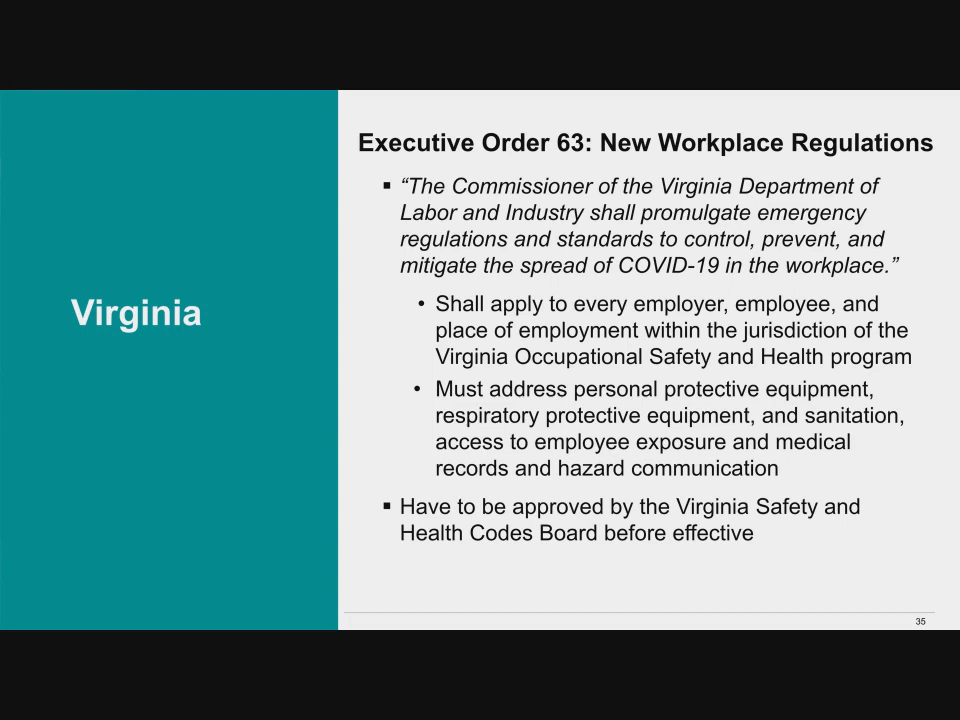 Virginia
Executive Order 63: New Workplace Regulations
▪ “The Commissioner of the Virginia Department of
Labor and Industry shall promulgate emergency
regulations and standards to control, prevent, and
mitigate the spread of COVID-19 in the workplace.”
• Shall apply to every employer, employee, and
place of employment within the jurisdiction of the
Virginia Occupational Safety and Health program
• Must address personal protective equipment,
respiratory protective equipment, and sanitation,
access to employee exposure and medical
records and hazard communication
▪ Have to be approved by the Virginia Safety and
Health Codes Board before effective
35